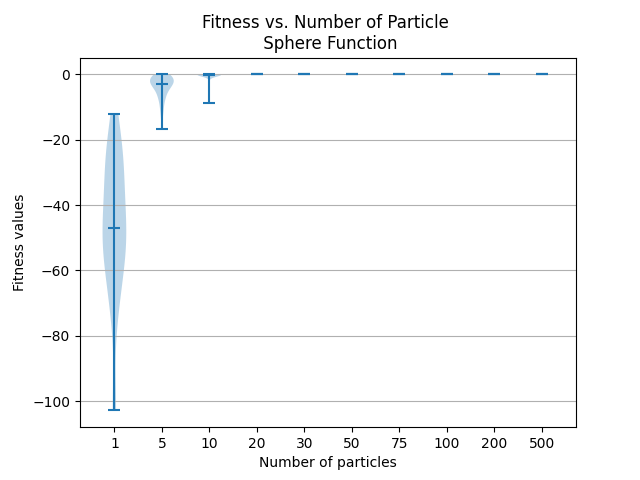 Fitness vs. Number of Particle
Sphere Function
0
−20
−40
−60
−80
−100
Fitness values
1 5 10 20 30 50 75 100 200 500
Number of particles